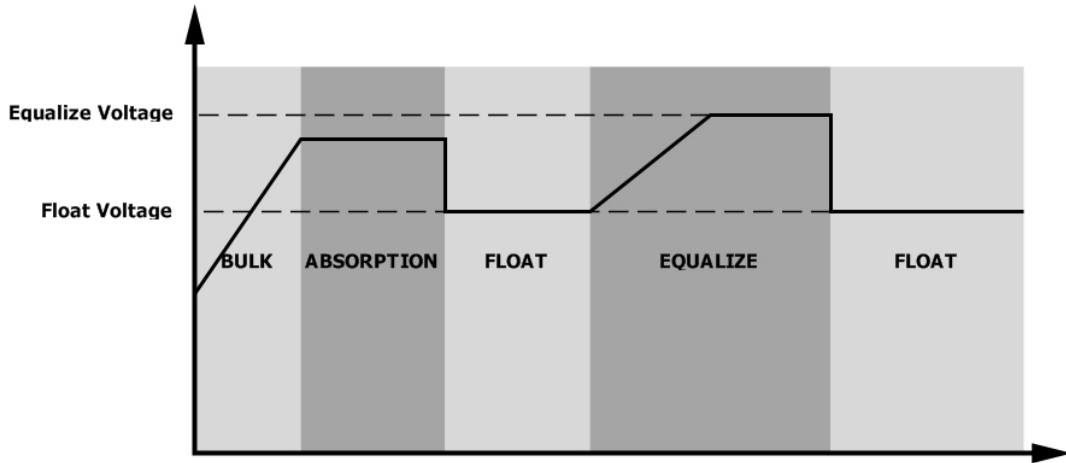 Equalize Voltage
Float Voltage
BULK
ABSORPTION
FLOAT
EQUALIZE
FLOAT